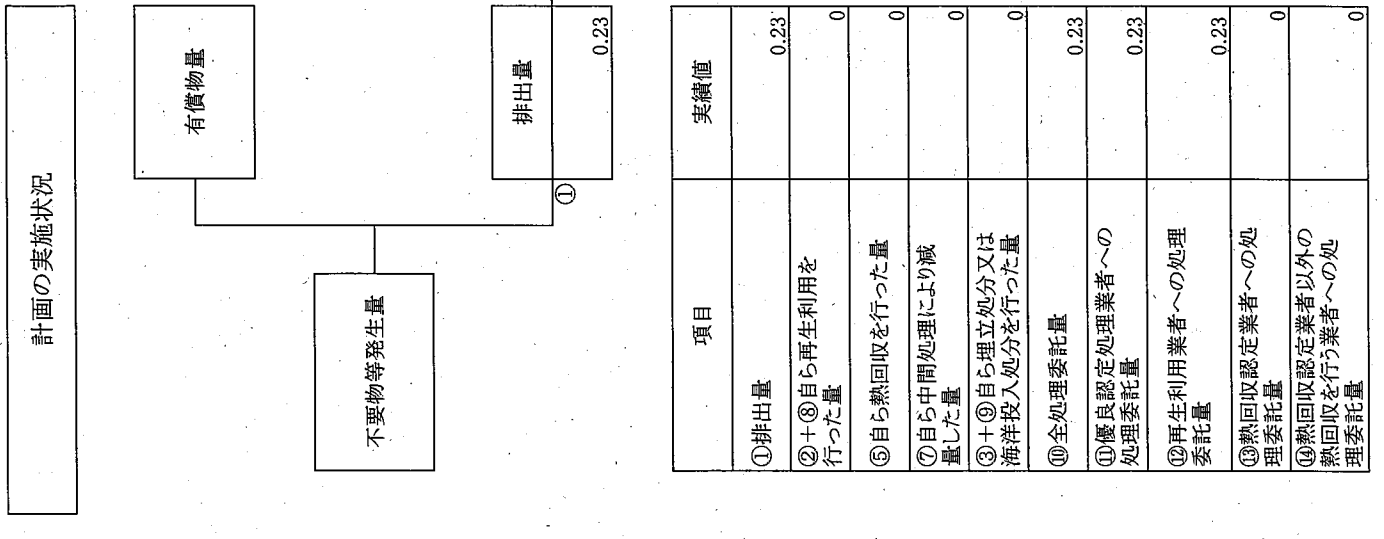 計画の実施状況
有償物量
不要物等発生量
排出量
①
0.23
項目
実績値
①排出量
0.23
②+⑧自ら再生利用を
行った量
0
⑤自ら熱回収を行った量
0
⑦自ら中間処理により減
量した量
0
③+⑨自ら埋立処分又は
海洋投入処分を行った量
0
⑩全処理委託量
0.23
⑪優良認定処理業者への
処理委託量
0.23
⑫再生利用業者への処理
委託量
0.23
⑬熱回収認定業者への処
理委託量
0
⑭熱回収認定業者以外の
熱回収を行う業者への処
理委託量
0